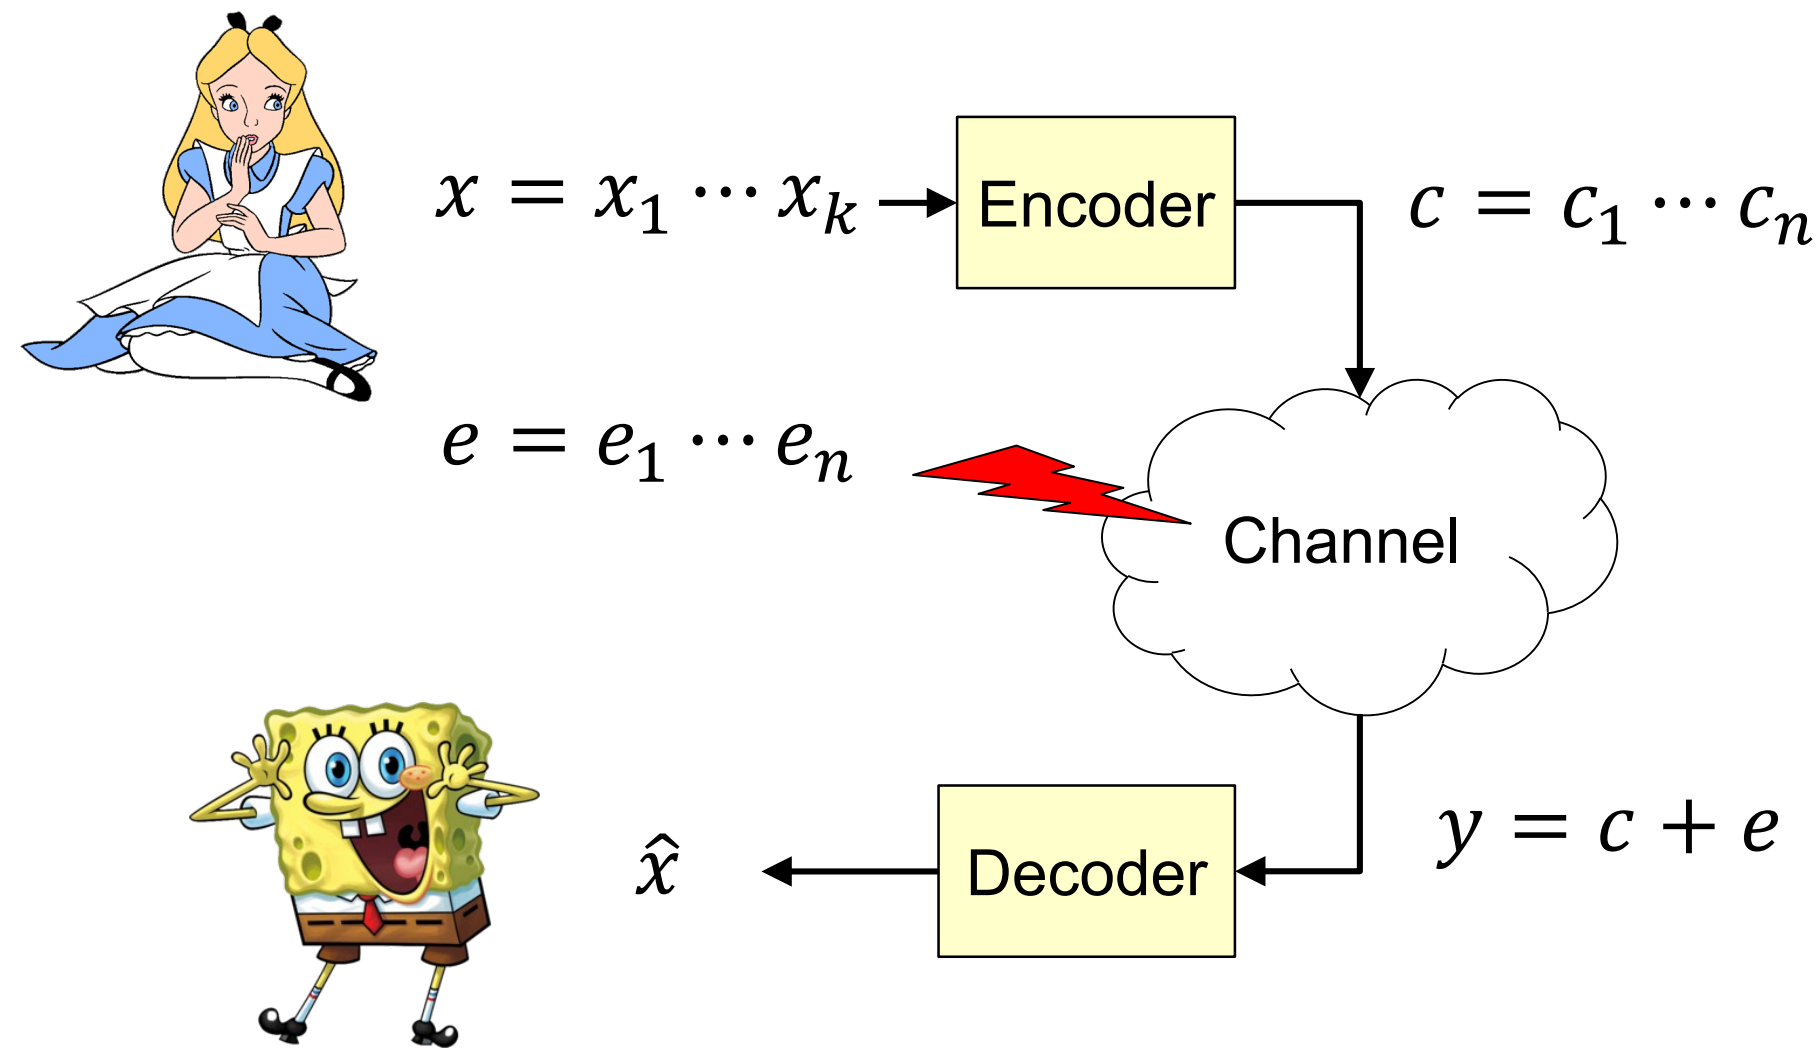 x = x₁ ⋯ xₖ
Encoder
c = c₁ ⋯ cₙ
e = e₁ ⋯ eₙ
Channel
x̂
Decoder
y = c + e